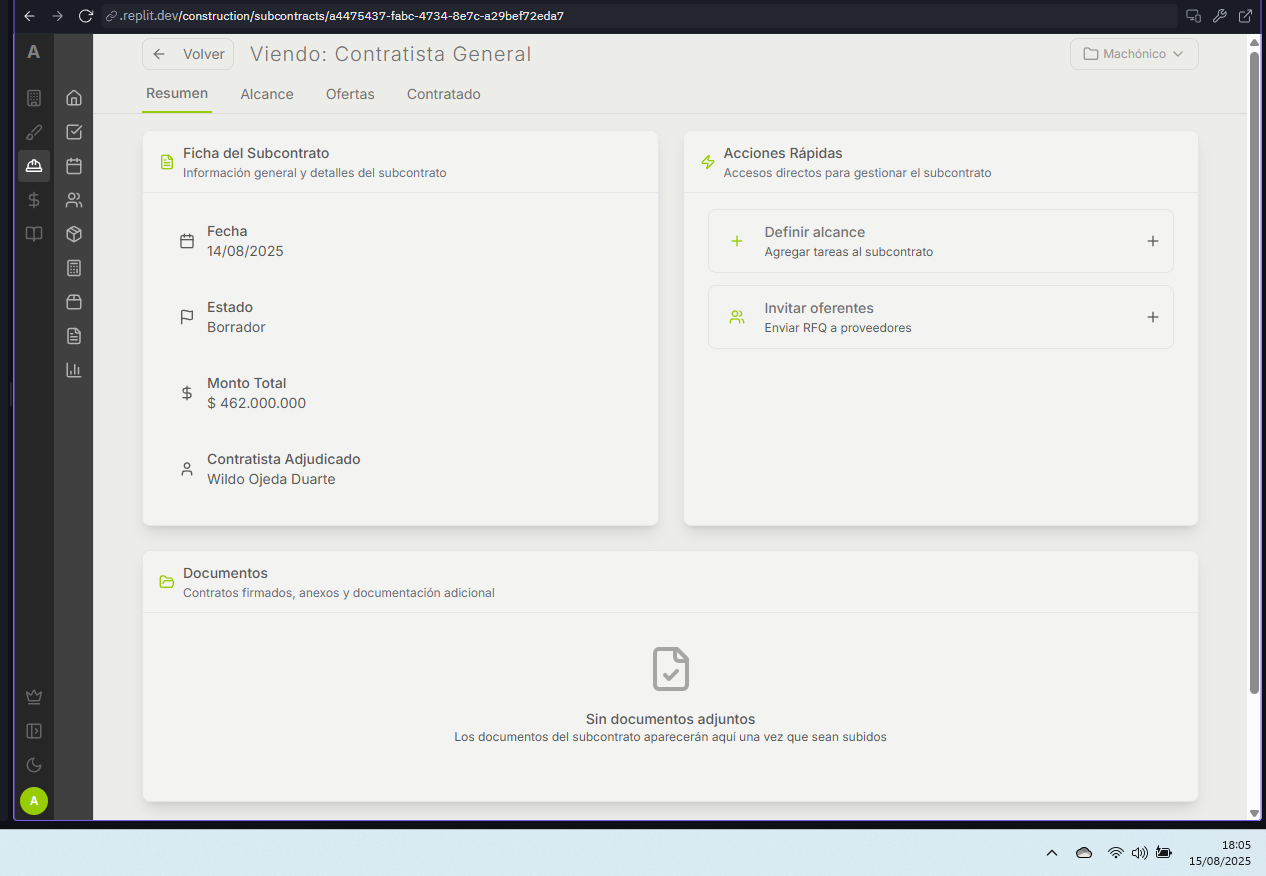 .replit.dev/construction/subcontracts/a4475437-fabc-4734-8e7c-a29bef72eda7
A
Volver
Viendo: Contratista General
Machónico
Resumen
Alcance
Ofertas
Contratado
Ficha del Subcontrato
Información general y detalles del subcontrato
Fecha
14/08/2025
Estado
Borrador
Monto Total
$ 462.000.000
Contratista Adjudicado
Wildo Ojeda Duarte
Acciones Rápidas
Accesos directos para gestionar el subcontrato
Definir alcance
Agregar tareas al subcontrato
Invitar oferentes
Enviar RFQ a proveedores
Documentos
Contratos firmados, anexos y documentación adicional
Sin documentos adjuntos
Los documentos del subcontrato aparecerán aquí una vez que sean subidos
A
18:05
15/08/2025